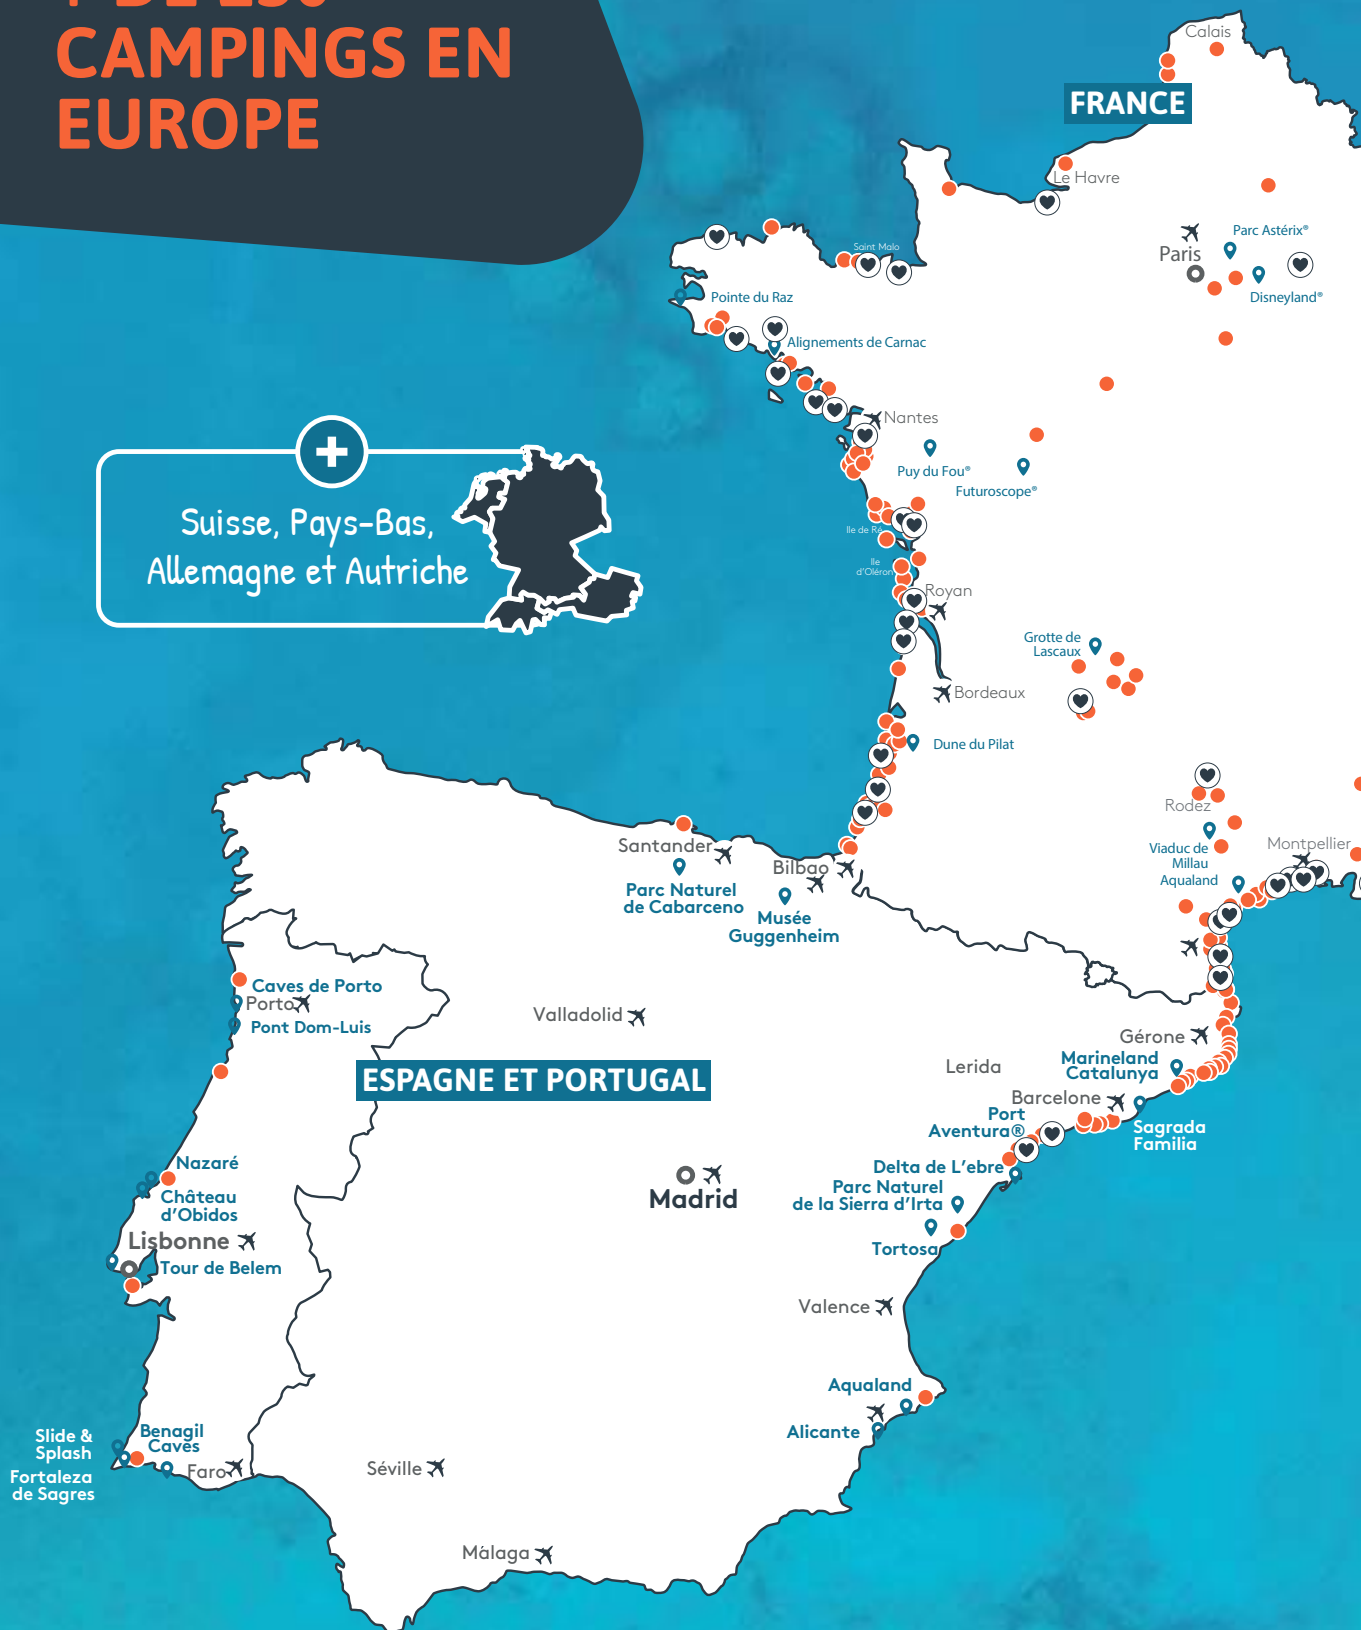 + DE 250
CAMPINGS EN
EUROPE
Calais
FRANCE
Le Havre
Saint Malo
Paris
Parc Astérix®
Disneyland®
Pointe du Raz
Alignements de Carnac
Nantes
Puy du Fou®
Futuroscope®
Ile de Ré
Ile
d'Oléron
Royan
Suisse, Pays-Bas,
Allemagne et Autriche
Grotte de
Lascaux
Bordeaux
Dune du Pilat
Rodez
Viaduc de
Millau
Aqualand
Montpellier
Santander
Parc Naturel
de Cabarceno
Bilbao
Musée
Guggenheim
Caves de Porto
Porto
Pont Dom-Luis
Valladolid
Gérone
Lerida
Marineland
Catalunya
ESPAGNE ET PORTUGAL
Barcelone
Port
Aventura®
Sagrada
Familia
Nazaré
Château
d'Obidos
Madrid
Delta de L'ebre
Parc Naturel
de la Sierra d'Irta
Tortosa
Lisbonne
Tour de Belem
Valence
Aqualand
Alicante
Slide &
Splash
Benagil
Caves
Fortaleza
de Sagres
Faro
Séville
Málaga